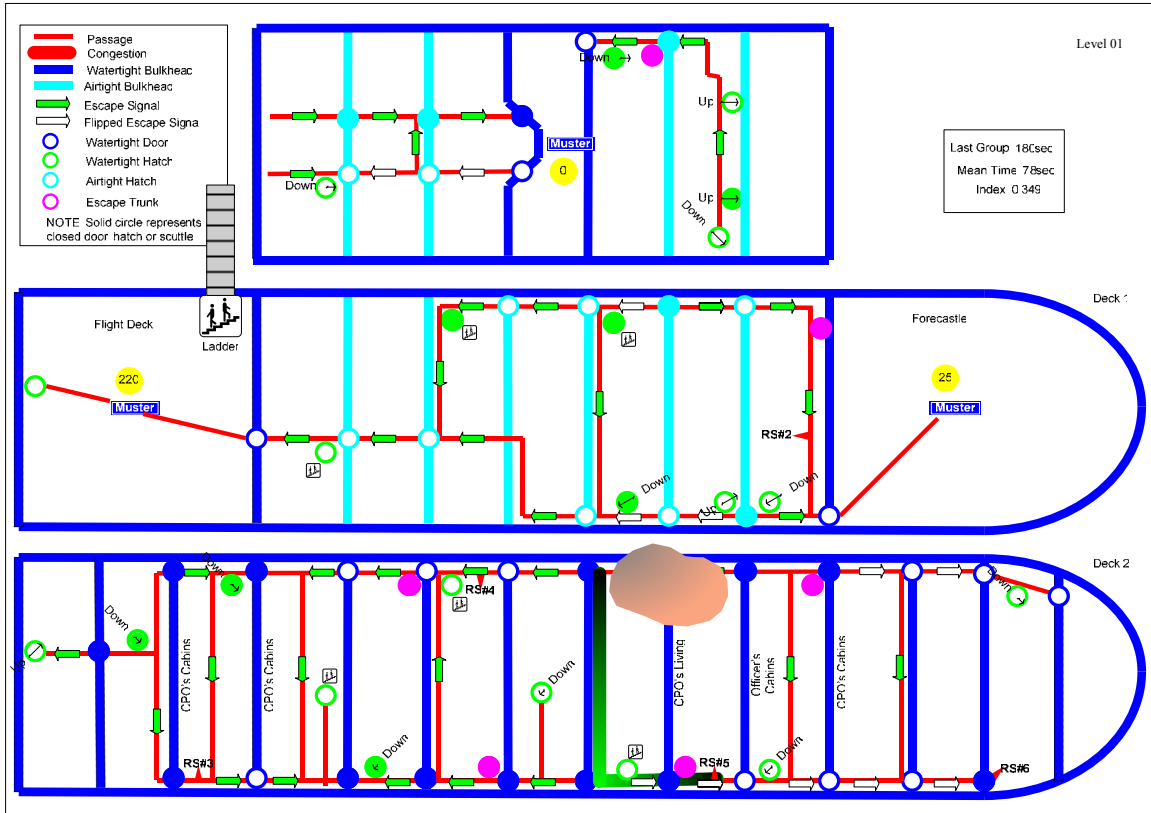 Passage
Congestion
Watertight Bulkheac
Airtight Bulkhead
Escape Signal
Flipped Escape Signa
Watertight Door
Watertight Hatch
Airtight Hatch
Escape Trunk
NOTE Solid circle represents
closed door hatch or scuttle
Level 01
Down
Up
Up
Down
Down
Muster
0
Last Group 180sec
Mean Time 78sec
Index 0 349
Deck 1
Flight Deck
Ladder
Forecastle
220
Muster
25
Muster
RS#2
Down
Up
Down
Deck 2
Down
Down
Up
CPO's Cabins
CPO's Cabins
RS#3
RS#4
Down
Down
CPO's Living
Officer's
Cabins
CPO's Cabins
RS#5
Down
Down
RS#6